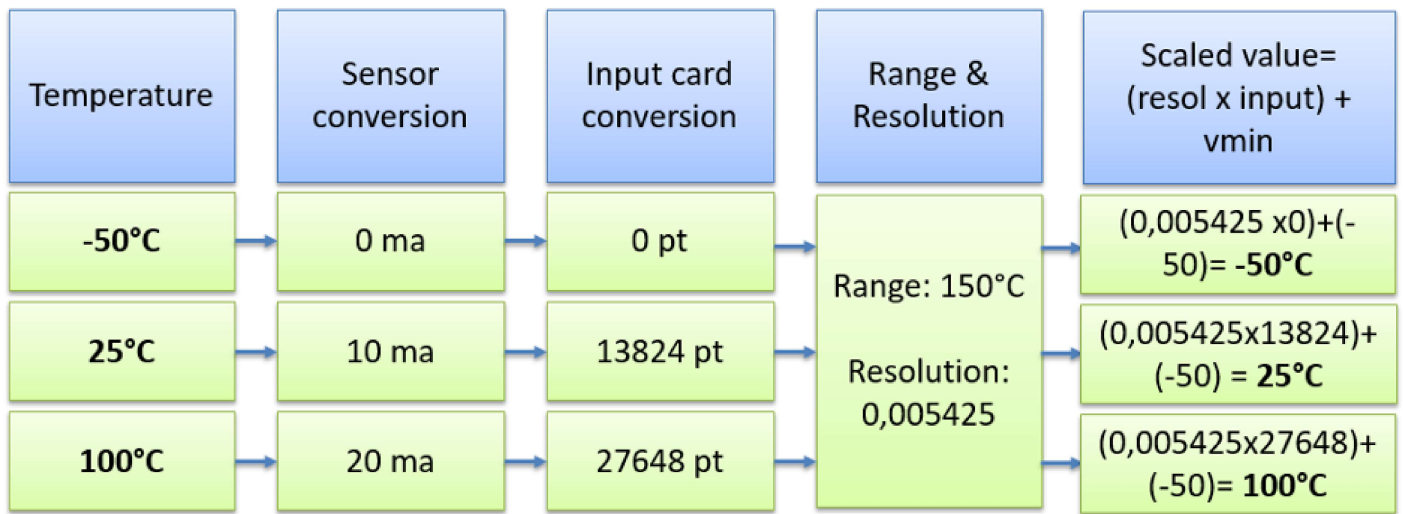 Temperature
Sensor
conversion
Input card
conversion
Range &
Resolution
Scaled value=
(resol x input) +
vmin
-50°C
0 ma
0 pt
(0,005425 x0)+(-
50)= -50°C
25°C
10 ma
13824 pt
Range: 150°C
Resolution:
0,005425
(0,005425x13824)+
(-50) = 25°C
100°C
20 ma
27648 pt
(0,005425x27648)+
(-50)= 100°C